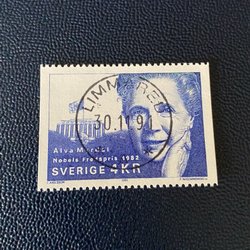 LIMMARED
30.11.91
Alva Myrdal
Nobels Fredspris 1982
SVERIGE 4KR